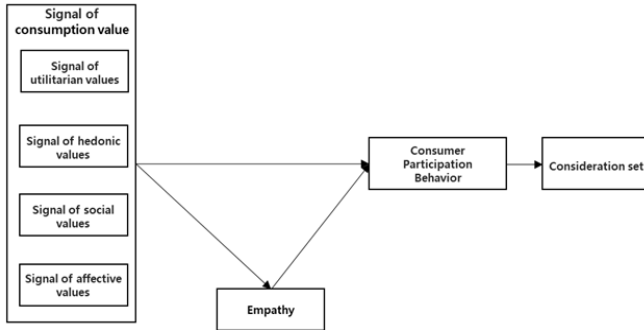 Signal of
consumption value
Signal of
utilitarian values
Signal of hedonic
values
Signal of social
values
Signal of affective
values
Empathy
Consumer
Participation
Behavior
Consideration set